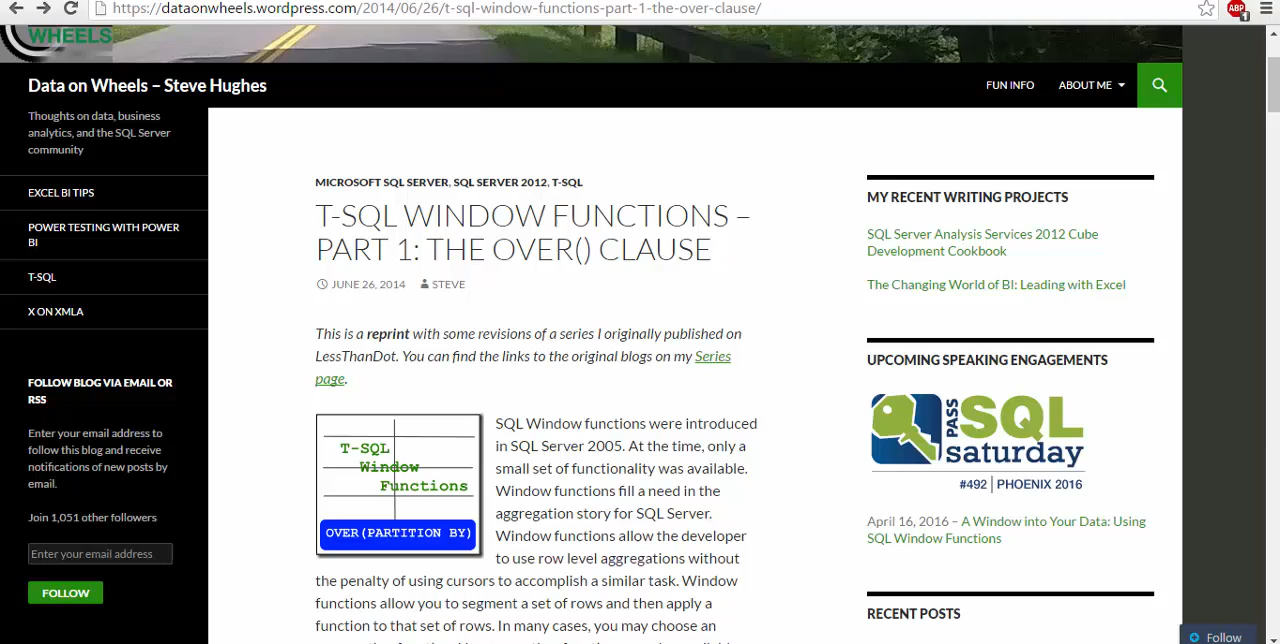 https://dataonwheels.wordpress.com/2014/06/26/t-sql-window-functions-part-1-the-over-clause/
ABP
1
WHEELS
Data on Wheels – Steve Hughes
FUN INFO
ABOUT ME
Thoughts on data, business
analytics, and the SQL Server
community
EXCEL BI TIPS
POWER TESTING WITH POWER
BI
T-SQL
X ON XMLA
FOLLOW BLOG VIA EMAIL OR
RSS
Enter your email address to
follow this blog and receive
notifications of new posts by
email.
Join 1,051 other followers
Enter your email address
FOLLOW
MICROSOFT SQL SERVER, SQL SERVER 2012, T-SQL
T-SQL WINDOW FUNCTIONS –
PART 1: THE OVER() CLAUSE
JUNE 26, 2014 STEVE
This is a reprint with some revisions of a series I originally published on
LessThanDot. You can find the links to the original blogs on my Series
page.
T-SQL
Window
Functions
OVER(PARTITION BY)
SQL Window functions were introduced
in SQL Server 2005. At the time, only a
small set of functionality was available.
Window functions fill a need in the
aggregation story for SQL Server.
Window functions allow the developer
to use row level aggregations without
the penalty of using cursors to accomplish a similar task. Window
functions allow you to segment a set of rows and then apply a
function to that set of rows. In many cases, you may choose an
MY RECENT WRITING PROJECTS
SQL Server Analysis Services 2012 Cube
Development Cookbook
The Changing World of BI: Leading with Excel
UPCOMING SPEAKING ENGAGEMENTS
PASS
SQL
saturday
#492 | PHOENIX 2016
April 16, 2016 – A Window into Your Data: Using
SQL Window Functions
RECENT POSTS
Follow